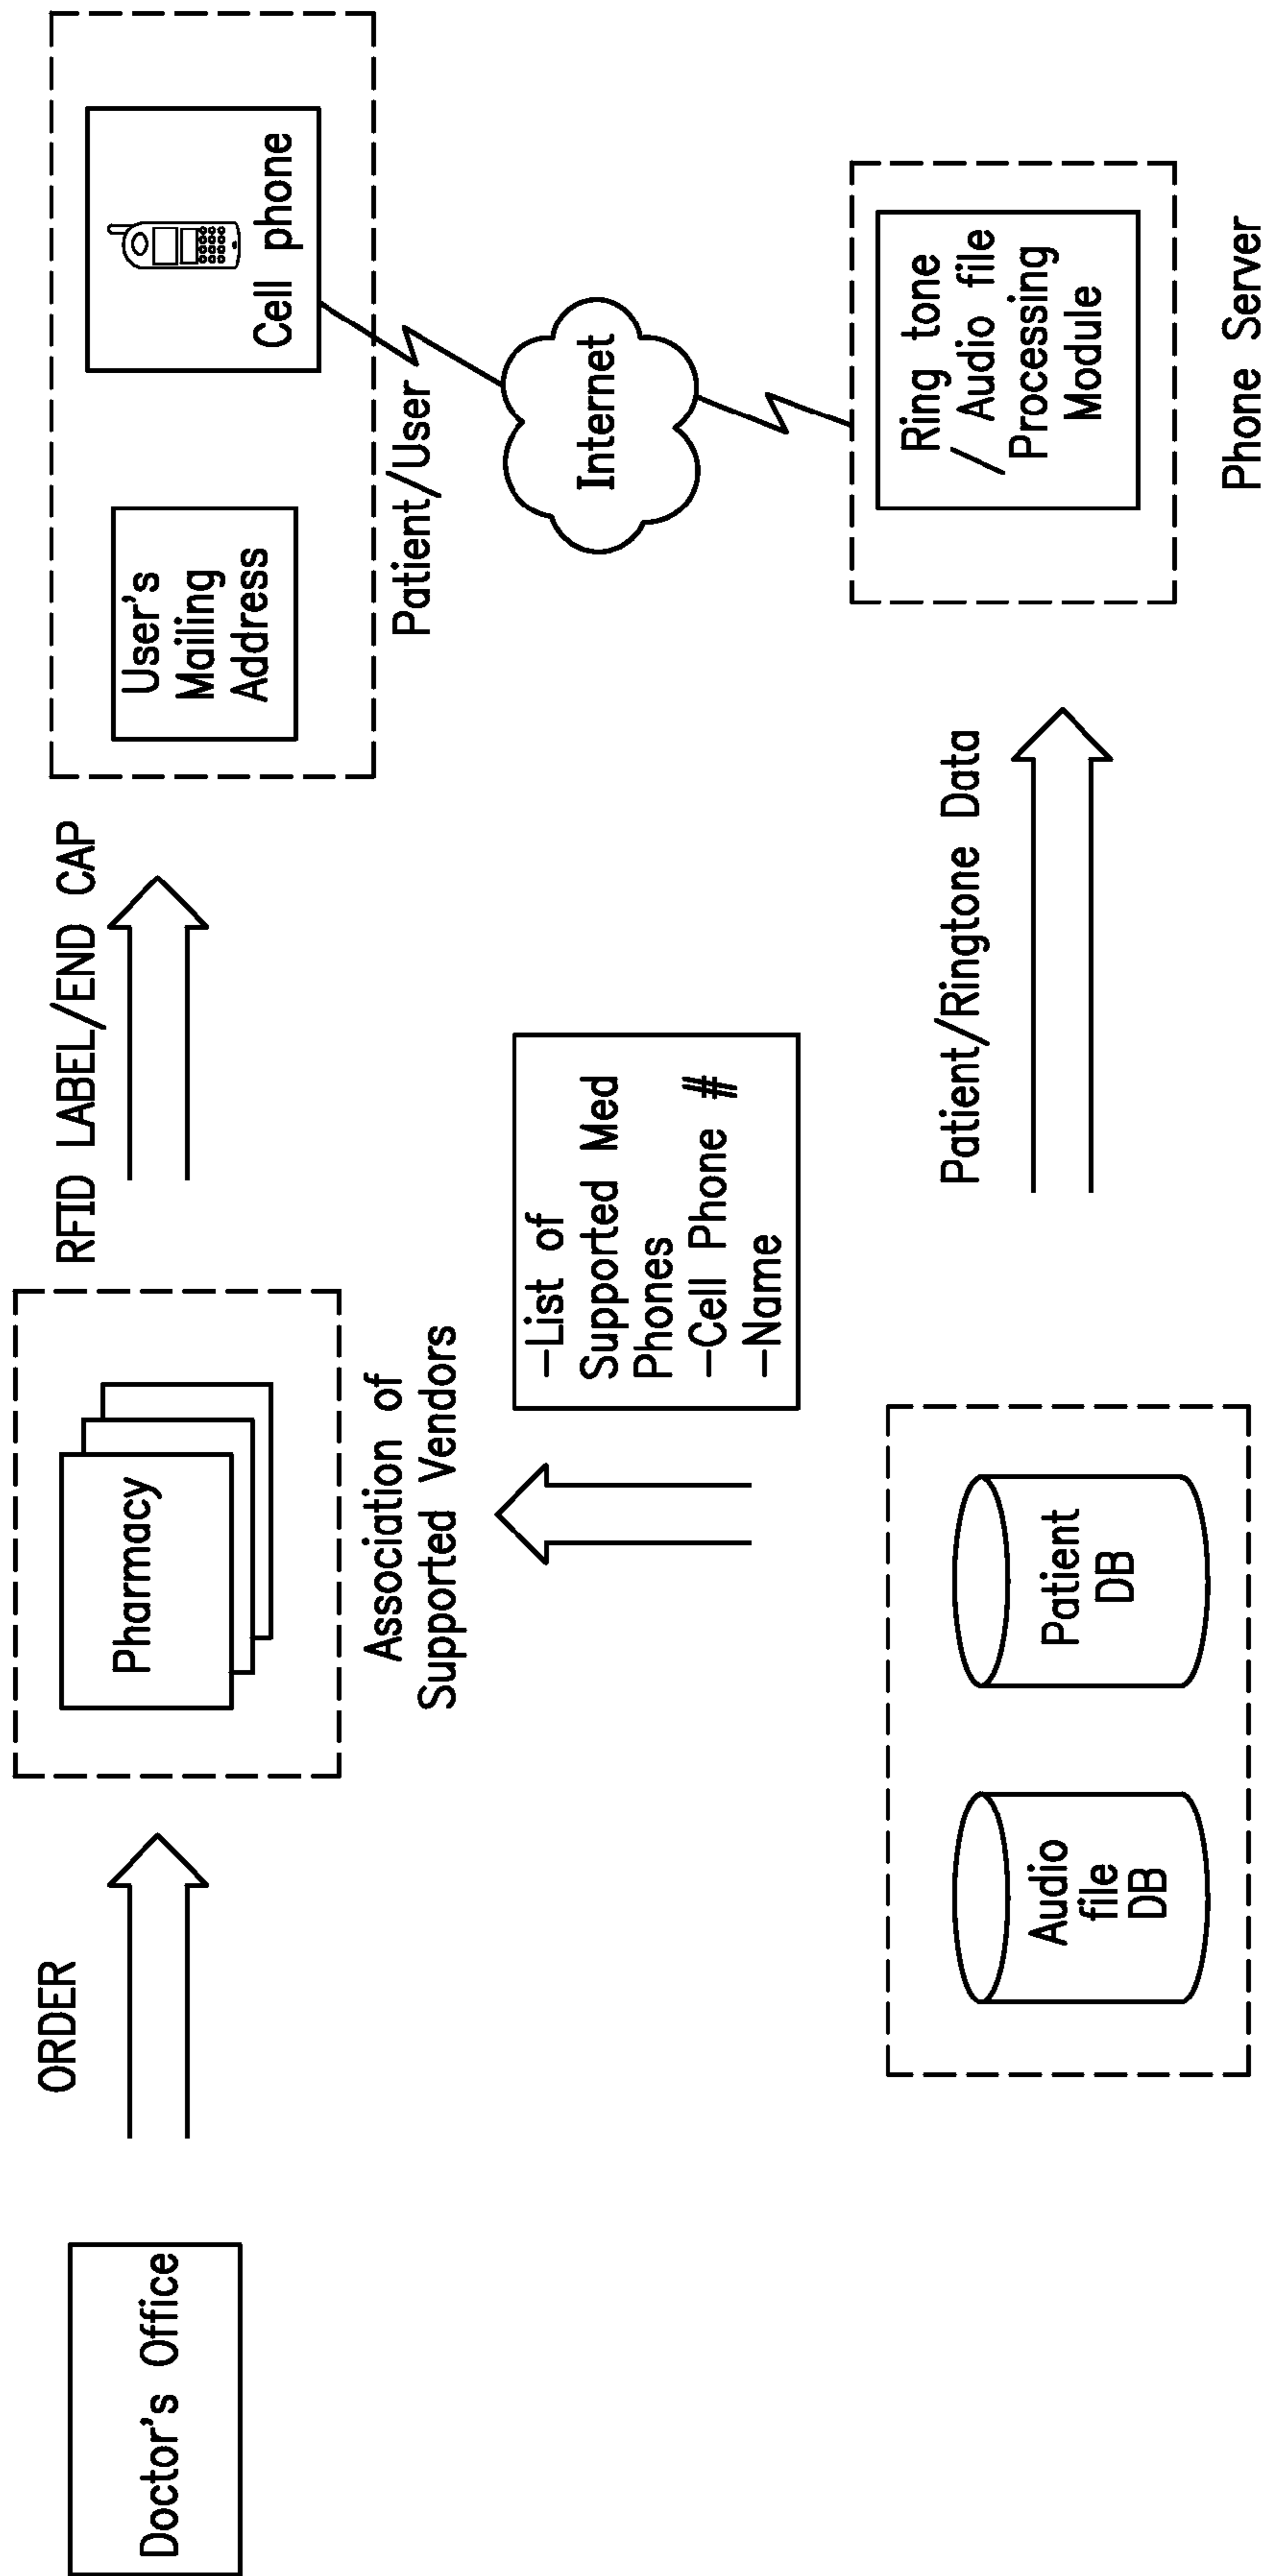 Doctor's Office
ORDER
Pharmacy
Association of
Supported Vendors
RFID LABEL/END CAP
User's
Mailing
Address
Cell phone
Patient/User
-List of
Supported Med
Phones
-Cell Phone #
-Name
Internet
Audio
file
DB
Patient
DB
Patient/Ringtone Data
Ring tone
/ Audio file
Processing
Module
Phone Server